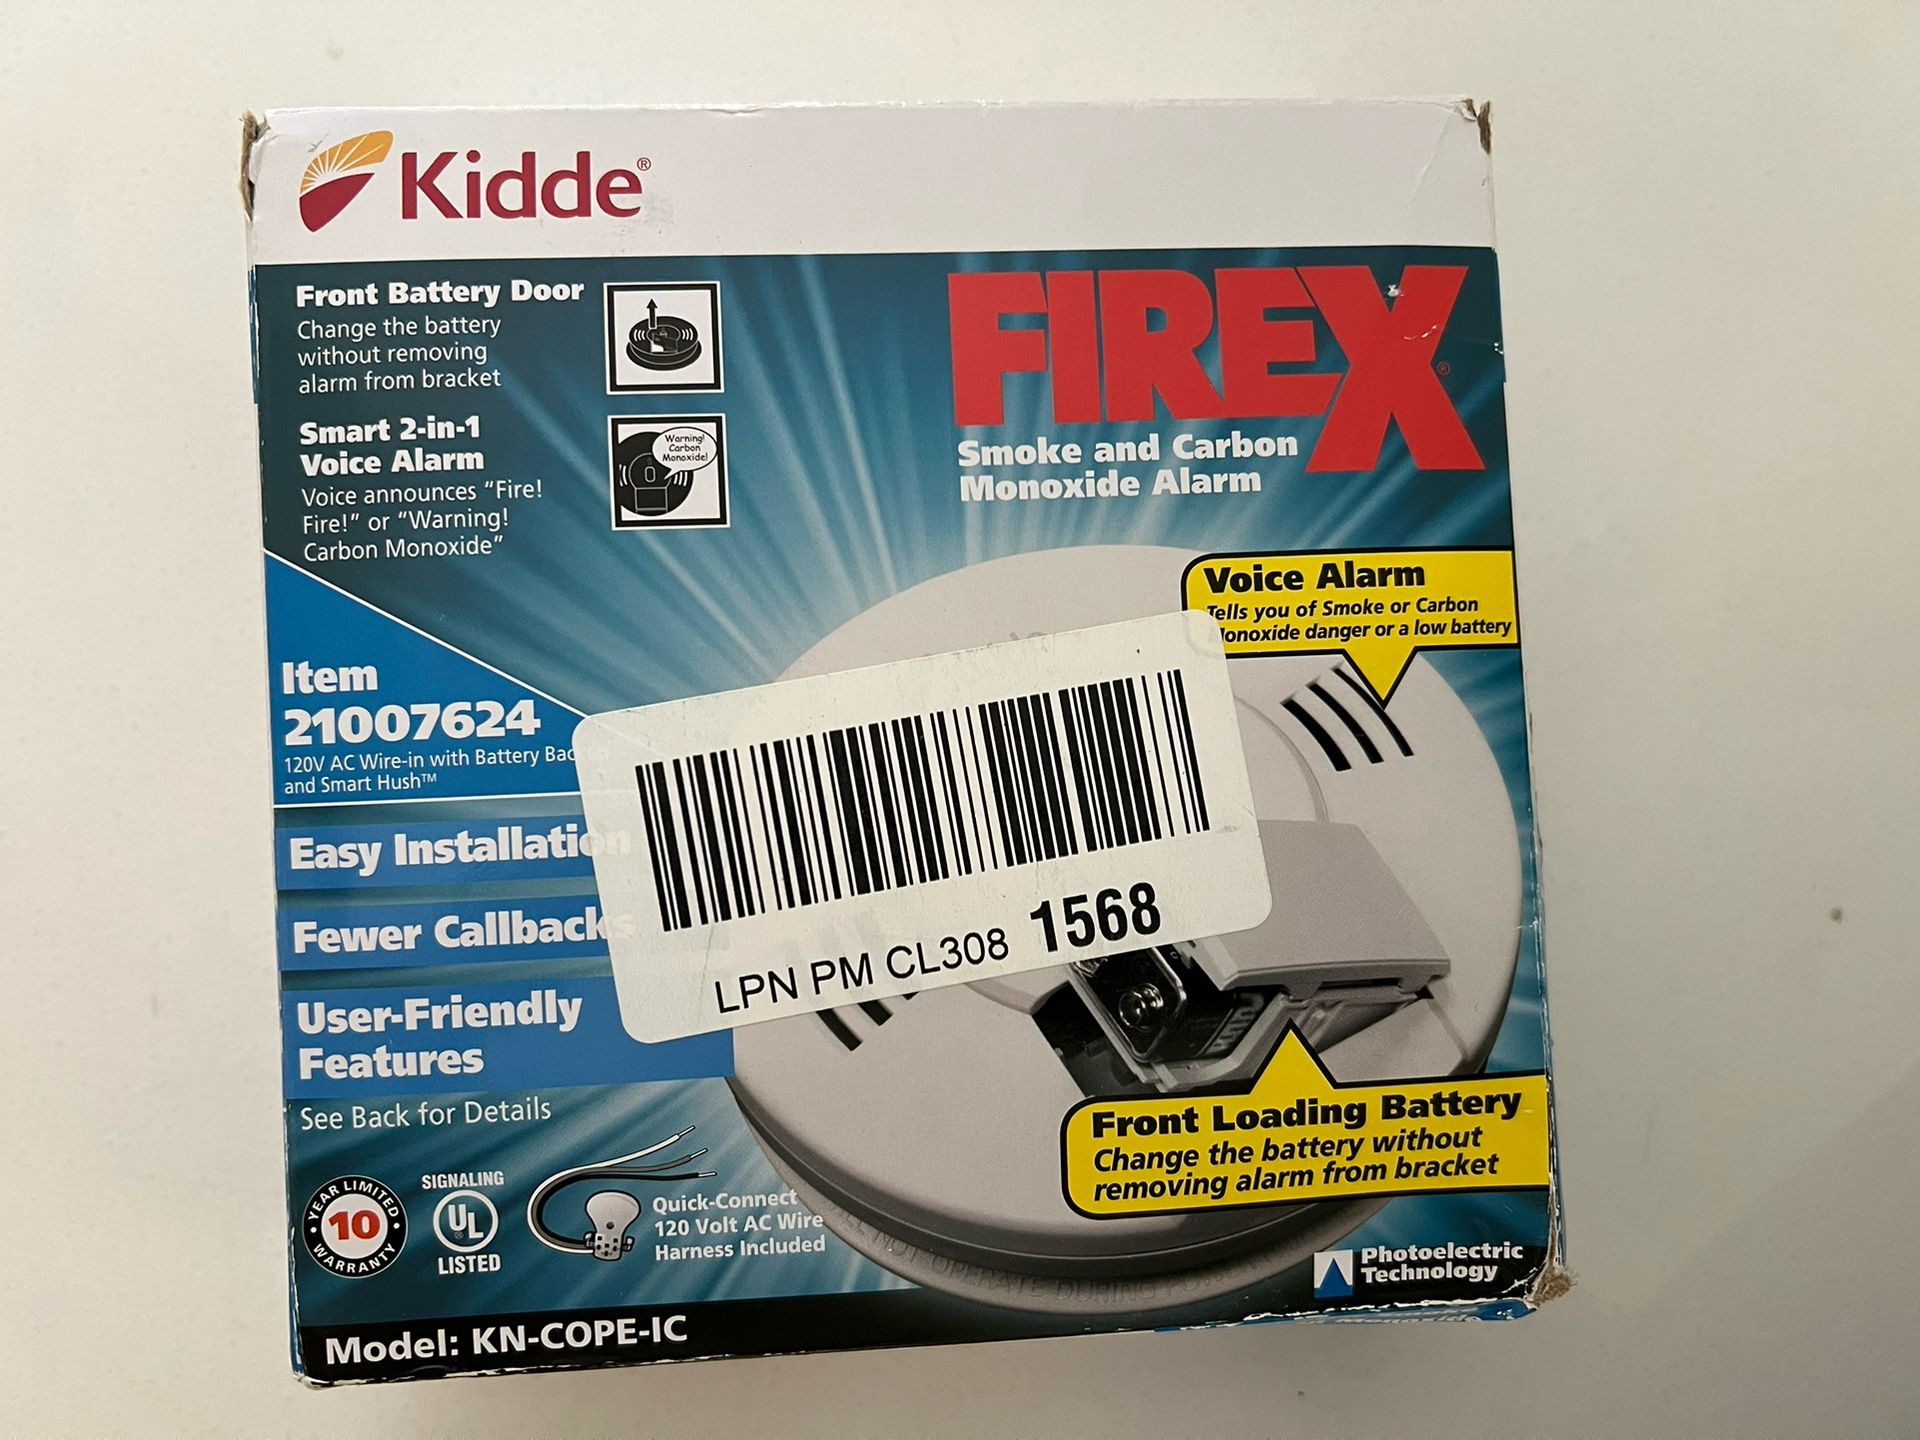 Kidde®
Front Battery Door
Change the battery
without removing
alarm from bracket
Smart 2-in-1
Voice Alarm
Voice announces "Fire!
Fire!" or "Warning!
Carbon Monoxide"
Warning!
Carbon
Monoxide!
FIREX®
Smoke and Carbon
Monoxide Alarm
Voice Alarm
Tells you of Smoke or Carbon
Monoxide danger or a low battery
Item
21007624
120V AC Wire-in with Battery Bac
and Smart Hush™
Easy Installation
Fewer Callbacks
User-Friendly
Features
See Back for Details
LPN PM CL308 1568
Front Loading Battery
Change the battery without
removing alarm from bracket
YEAR LIMITED
10
WARRANTY
SIGNALING
UL
LISTED
Quick-Connect
120 Volt AC Wire
Harness Included
NOT OPERATE DURING
Photoelectric
Technology
Model: KN-COPE-IC